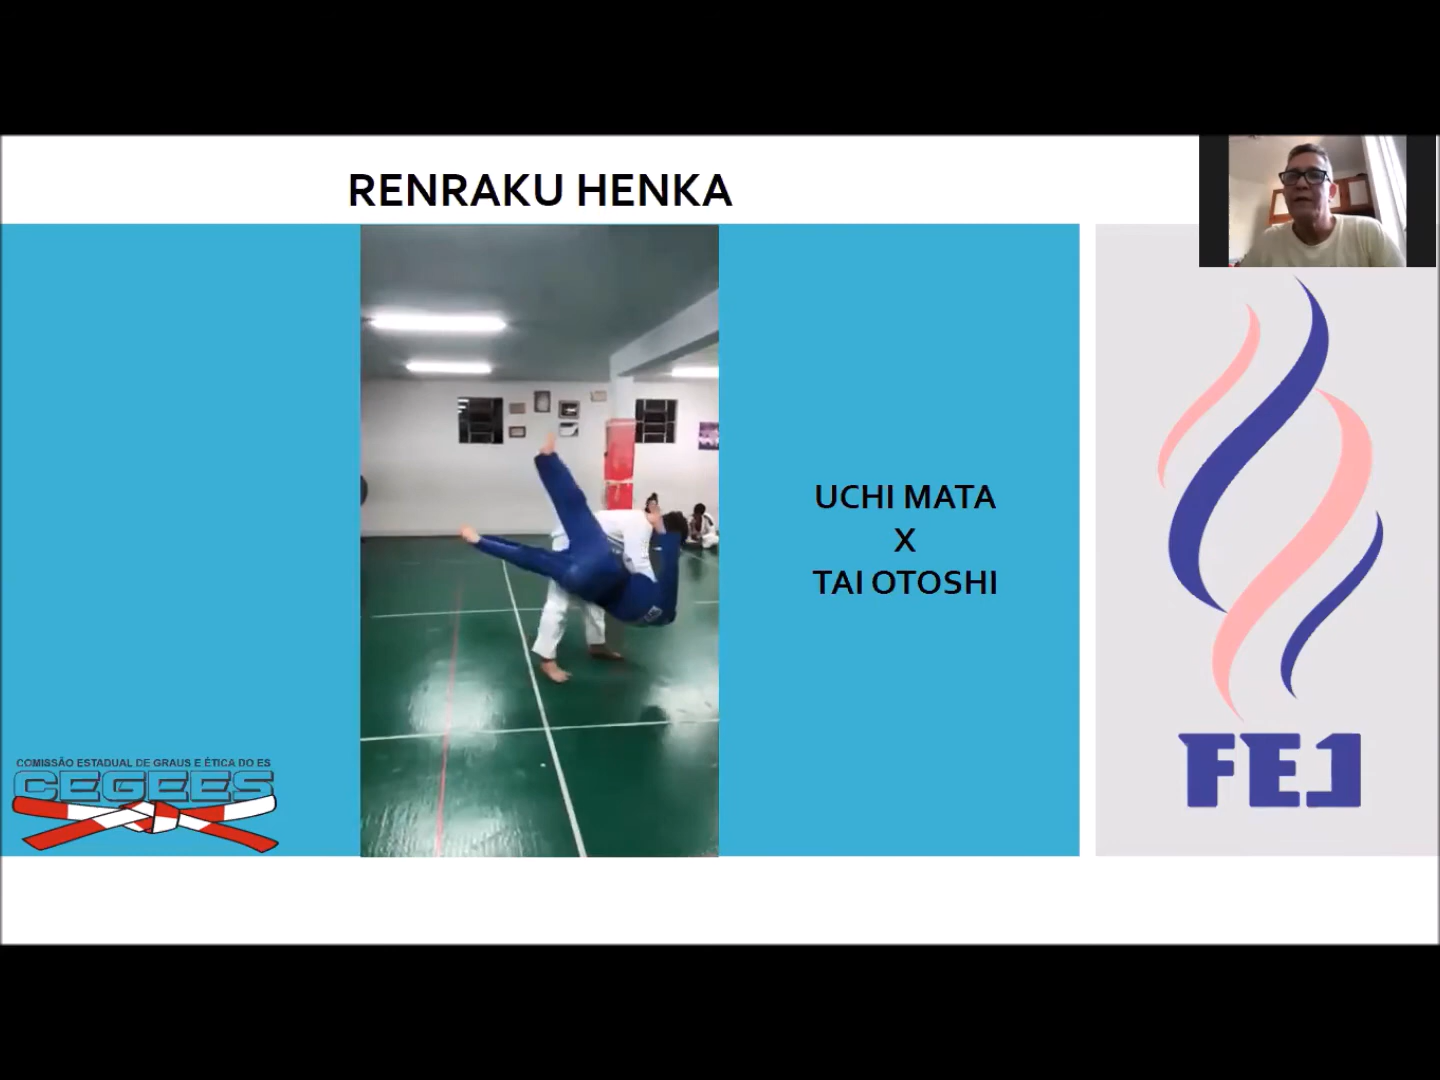 RENRAKU HENKA
UCHI MATA
X
TAI OTOSHI
COMISSÃO ESTADUAL DE GRAUS E ÉTICA DO ES
CEGEES
FEJ